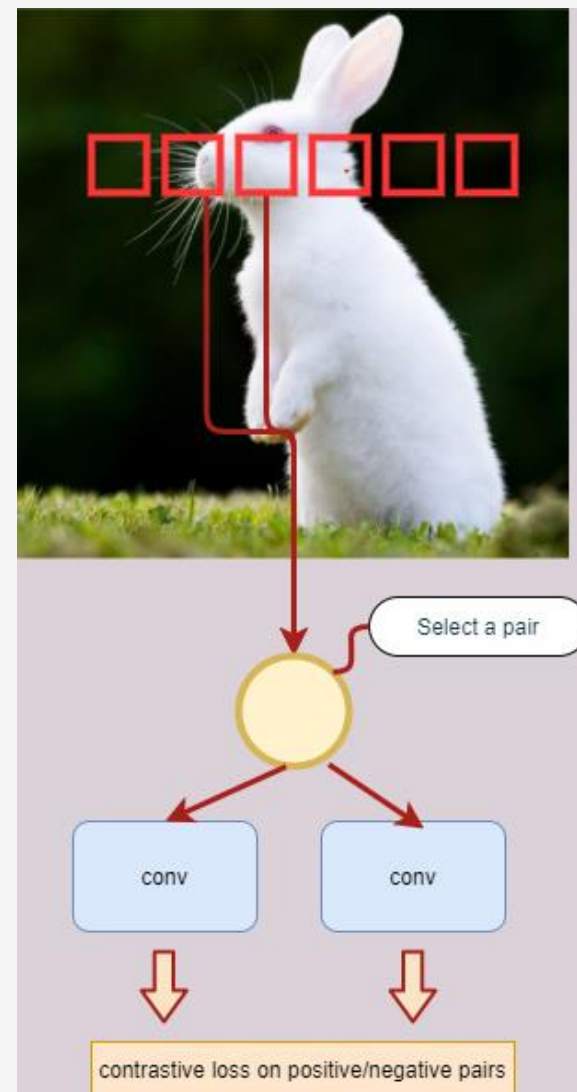 Select a pair
conv
conv
contrastive loss on positive/negative pairs